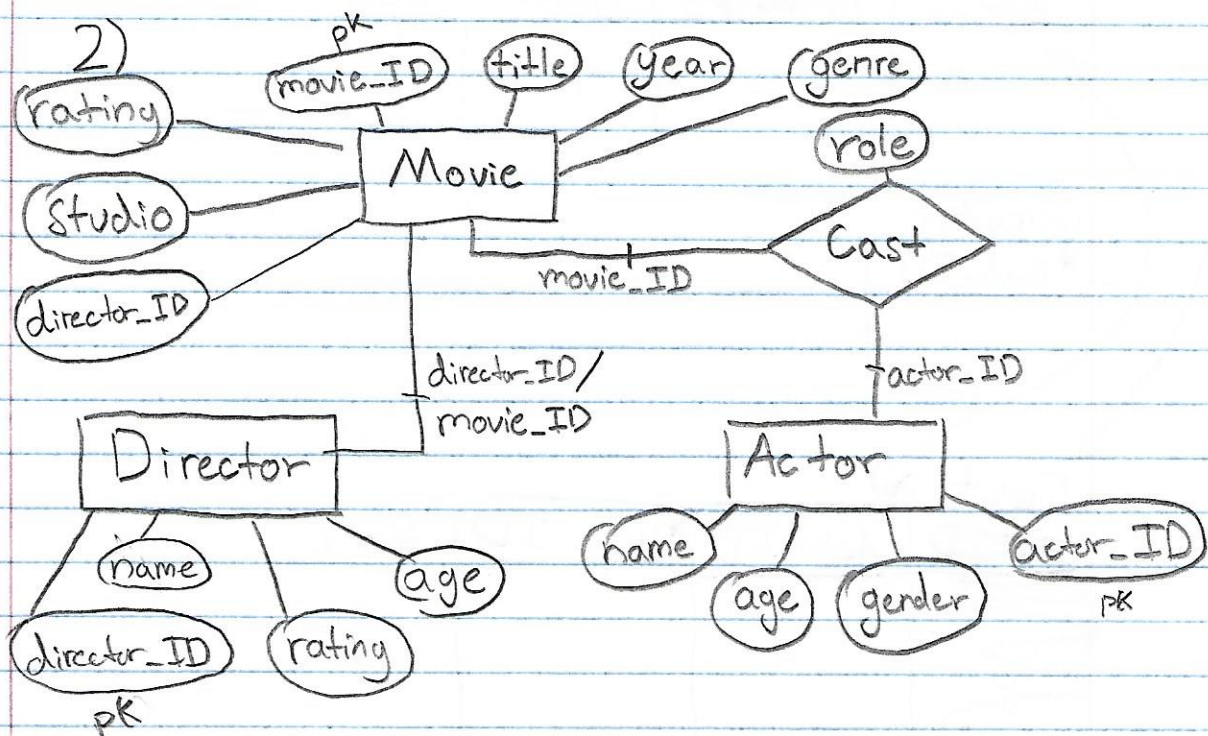 2)
pk
movie_ID
title
year
genre
rating
role
Movie
studio
Cast
movie_ID
director_ID
director_ID/
movie_ID
actor_ID
Director
Actor
name
age
name
actor_ID
age
gender
pk
director_ID
rating
pk